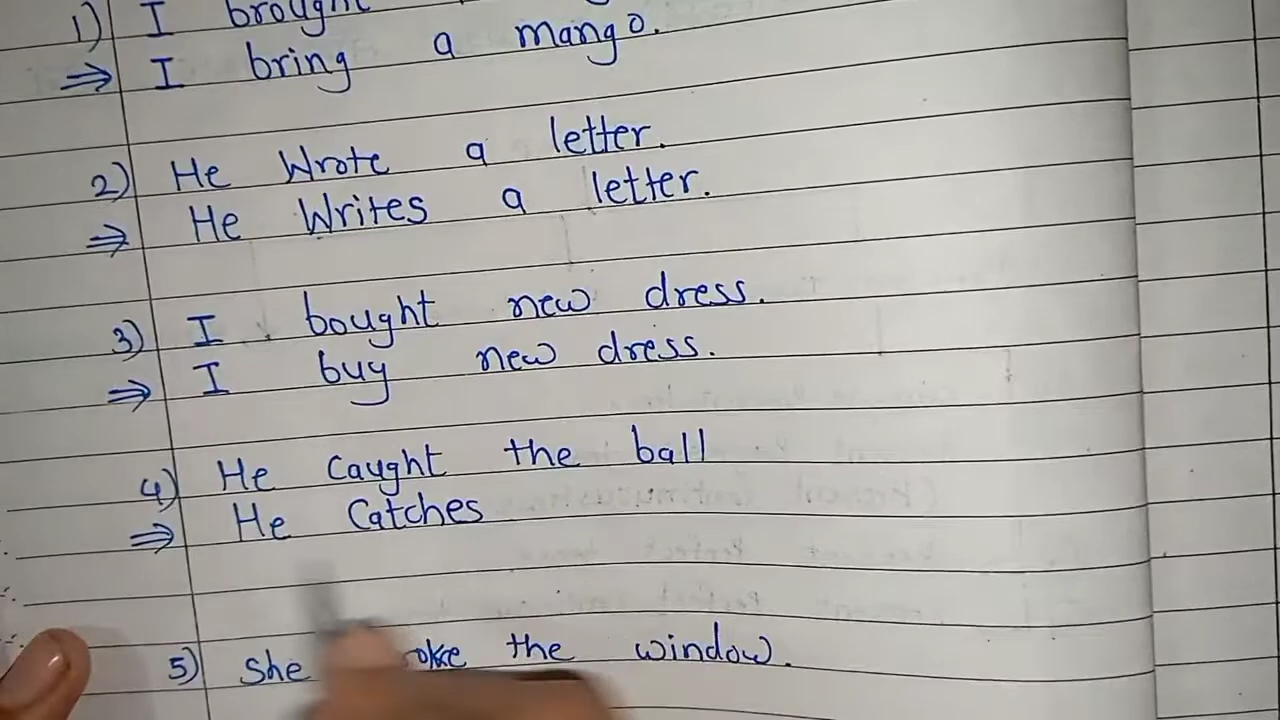 1) I brought
⇒ I bring a mango.
2) He Wrote a letter.
⇒ He Writes a letter.
3) I bought new dress.
⇒ I buy new dress.
4) He Caught the ball
⇒ He Catches
5) She the window.